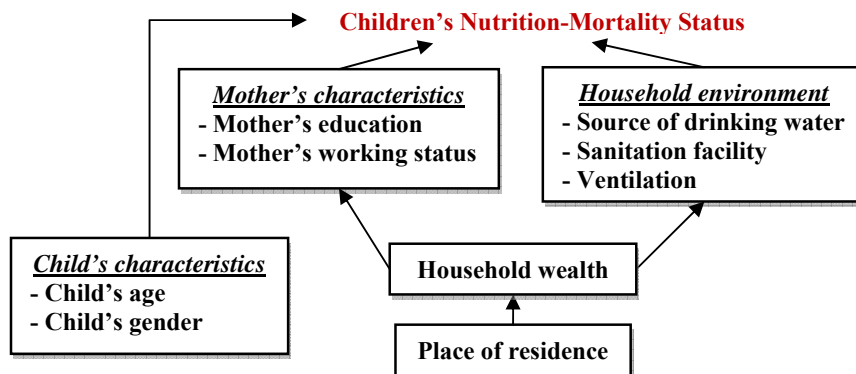 Children’s Nutrition-Mortality Status
Mother’s characteristics
- Mother’s education
- Mother’s working status
Household environment
- Source of drinking water
- Sanitation facility
- Ventilation
Child’s characteristics
- Child’s age
- Child’s gender
Household wealth
Place of residence